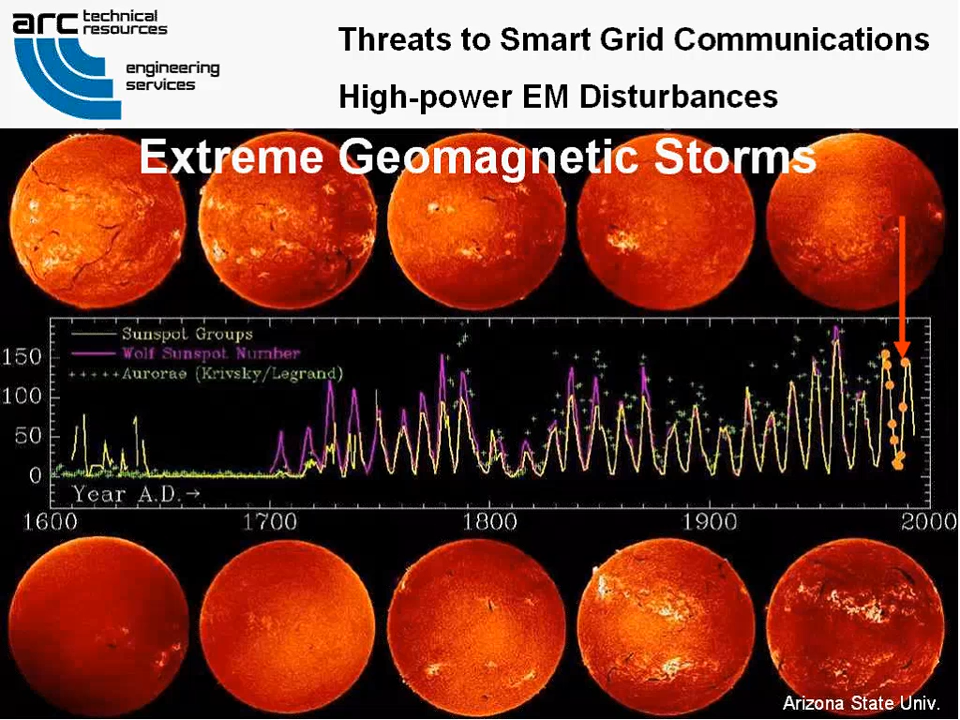 arc technical
resources
engineering
services
Threats to Smart Grid Communications
High-power EM Disturbances
Extreme Geomagnetic Storms
Sunspot Groups
Wolf Sunspot Number
Aurorae (Krivsky/Legrand)
150
100
50
0
Year A.D.→
1600 1700 1800 1900 2000
Arizona State Univ.